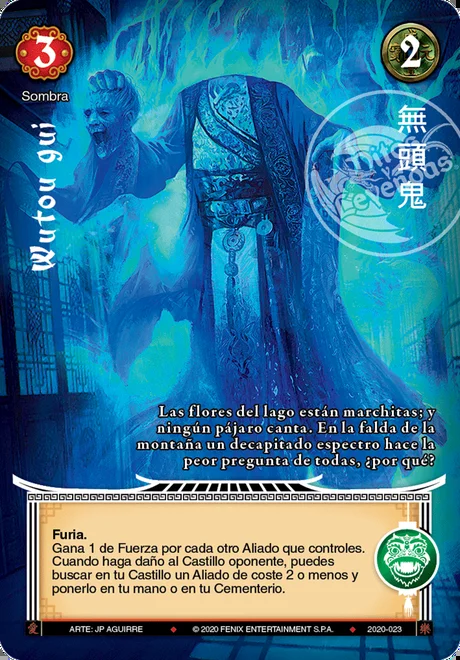 3
2
Sombra
Wutou gui
無頭鬼
Mitos y Leyendas
Las flores del lago están marchitas; y
ningún pájaro canta. En la falda de la
montaña un decapitado espectro hace la
peor pregunta de todas, ¿por qué?
Furia.
Gana 1 de Fuerza por cada otro Aliado que controles.
Cuando haga daño al Castillo oponente, puedes
buscar en tu Castillo un Aliado de coste 2 o menos y
ponerlo en tu mano o en tu Cementerio.
ARTE: JP AGUIRRE ♦ © 2020 FENIX ENTERTAINMENT S.P.A. ♦ 2020-023